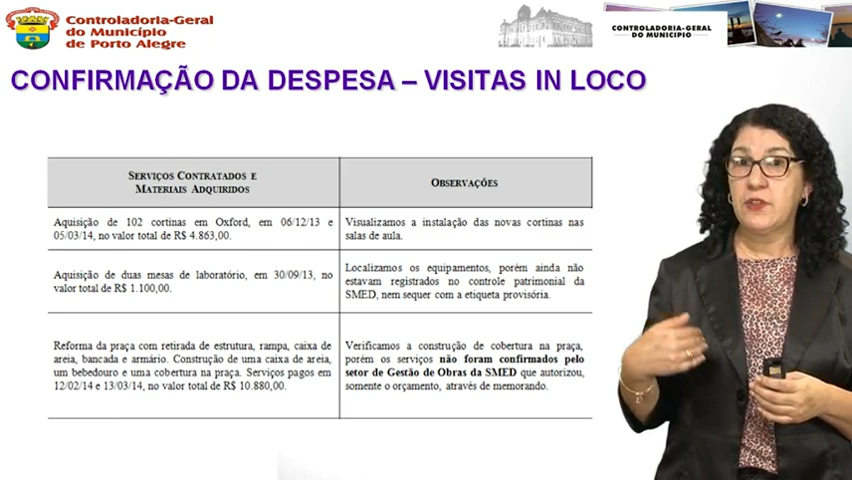 Controladoria-Geral
do Município
de Porto Alegre
CONTROLADORIA-GERAL
DO MUNICÍPIO
CONFIRMAÇÃO DA DESPESA – VISITAS IN LOCO
SERVIÇOS CONTRATADOS E
MATERIAIS ADQUIRIDOS
OBSERVAÇÕES
Aquisição de 102 cortinas em Oxford, em 06/12/13 e
05/03/14, no valor total de R$ 4.863,00.
Visualizamos a instalação das novas cortinas nas
salas de aula.
Aquisição de duas mesas de laboratório, em 30/09/13, no
valor total de R$ 1.100,00.
Localizamos os equipamentos, porém ainda não
estavam registrados no controle patrimonial da
SMED, nem sequer com a etiqueta provisória.
Reforma da praça com retirada de estrutura, rampa, caixa de
areia, bancada e armário. Construção de uma caixa de areia,
um bebedouro e uma cobertura na praça. Serviços pagos em
12/02/14 e 13/03/14, no valor total de R$ 10.880,00.
Verificamos a construção de cobertura na praça,
porém os serviços não foram confirmados pelo
setor de Gestão de Obras da SMED que autorizou,
somente o orçamento, através de memorando.